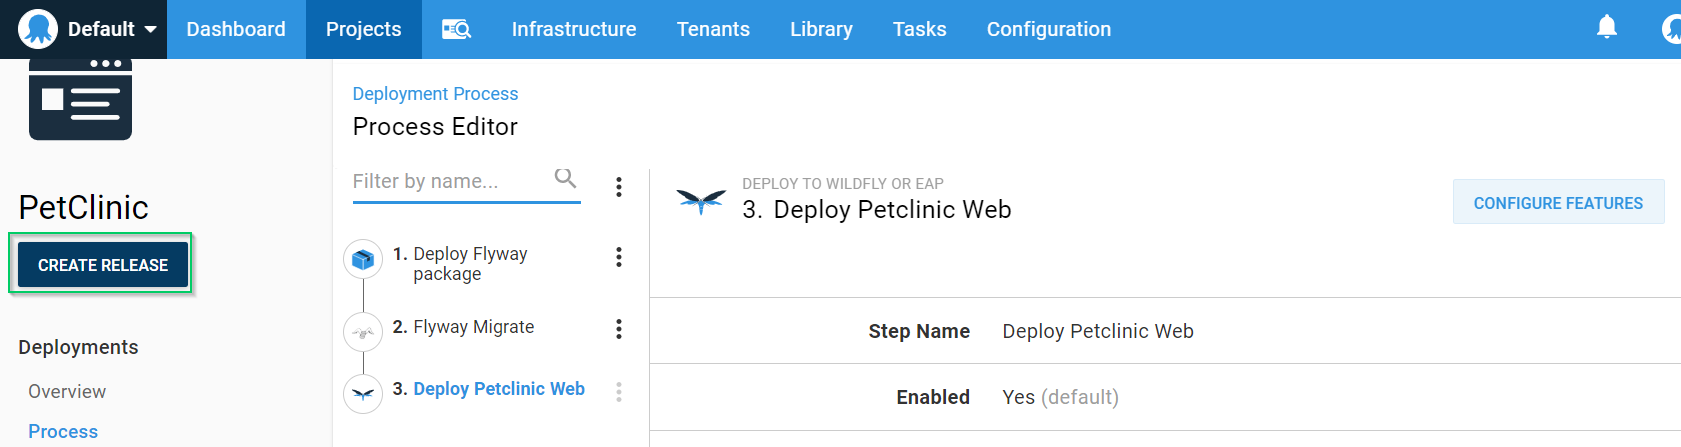 Default Dashboard Projects Infrastructure Tenants Library Tasks Configuration
PetClinic
CREATE RELEASE
Deployments
Overview
Process
Deployment Process
Process Editor
Filter by name...
1. Deploy Flyway
package
2. Flyway Migrate
3. Deploy Petclinic Web
DEPLOY TO WILDFLY OR EAP
3. Deploy Petclinic Web
CONFIGURE FEATURES
Step Name Deploy Petclinic Web
Enabled Yes (default)